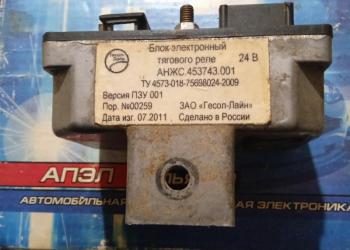 Блок электронный
тягового реле 24 В
АНЖС.453743.001
ТУ 4573-018-75698024-2009
Версия ПЗУ 001
Пор. №00259 ЗАО «Гесол-Лайн»
Дата изг. 07.2011 Сделано в России
АПЭЛ
АВТОМОБИЛЬНАЯ ЭЛЕКТРОНИКА